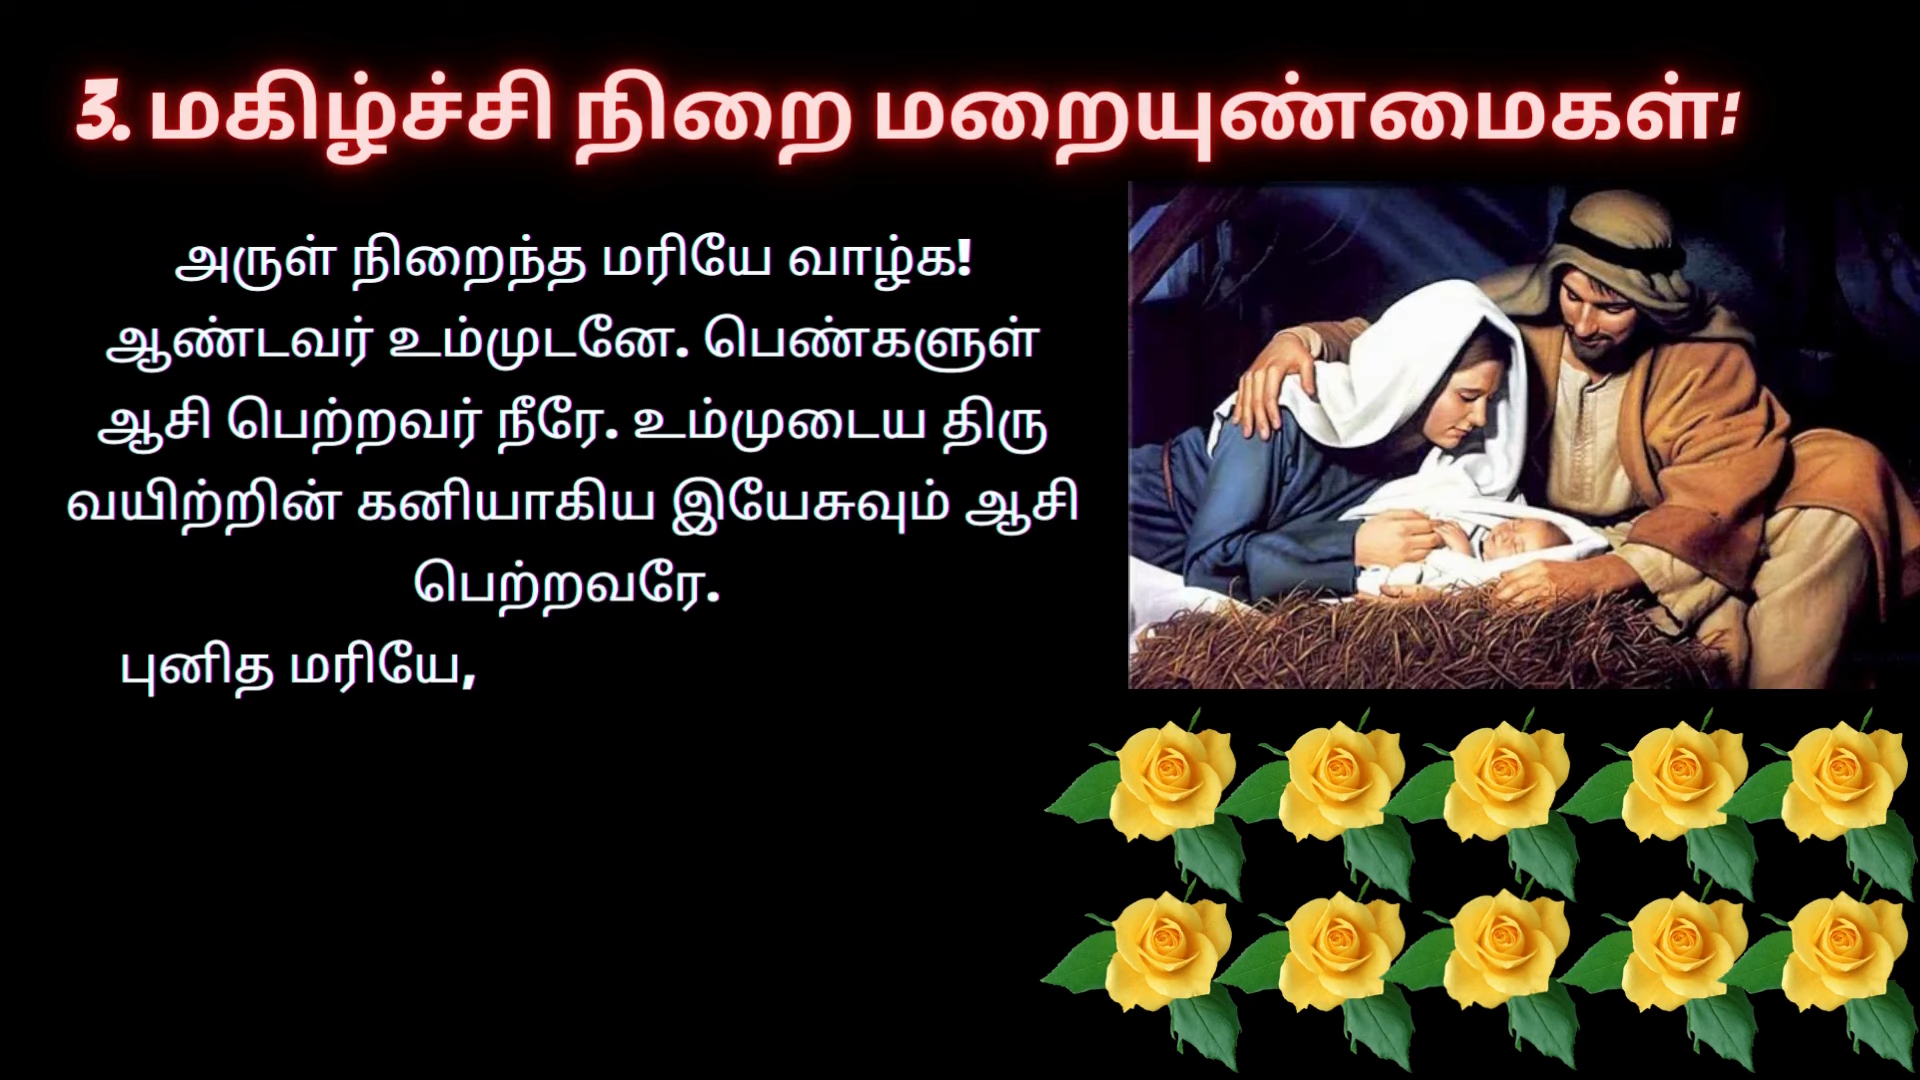 3. மகிழ்ச்சி நிறை மறையுண்மைகள்:
அருள் நிறைந்த மரியே வாழ்க!
ஆண்டவர் உம்முடனே. பெண்களுள்
ஆசி பெற்றவர் நீரே. உம்முடைய திரு
வயிற்றின் கனியாகிய இயேசுவும் ஆசி
பெற்றவரே.
புனித மரியே,